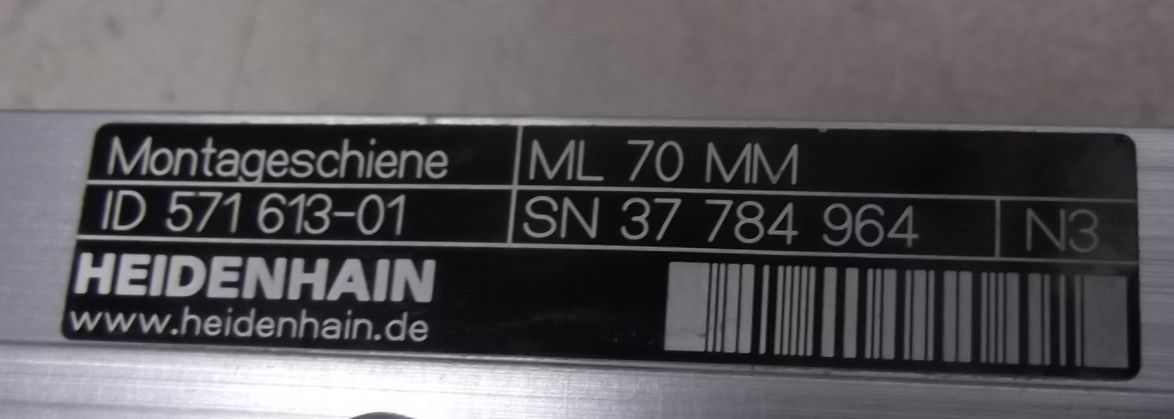 Montageschiene ML 70 MM
ID 571 613-01 SN 37 784 964 N3
HEIDENHAIN
www.heidenhain.de